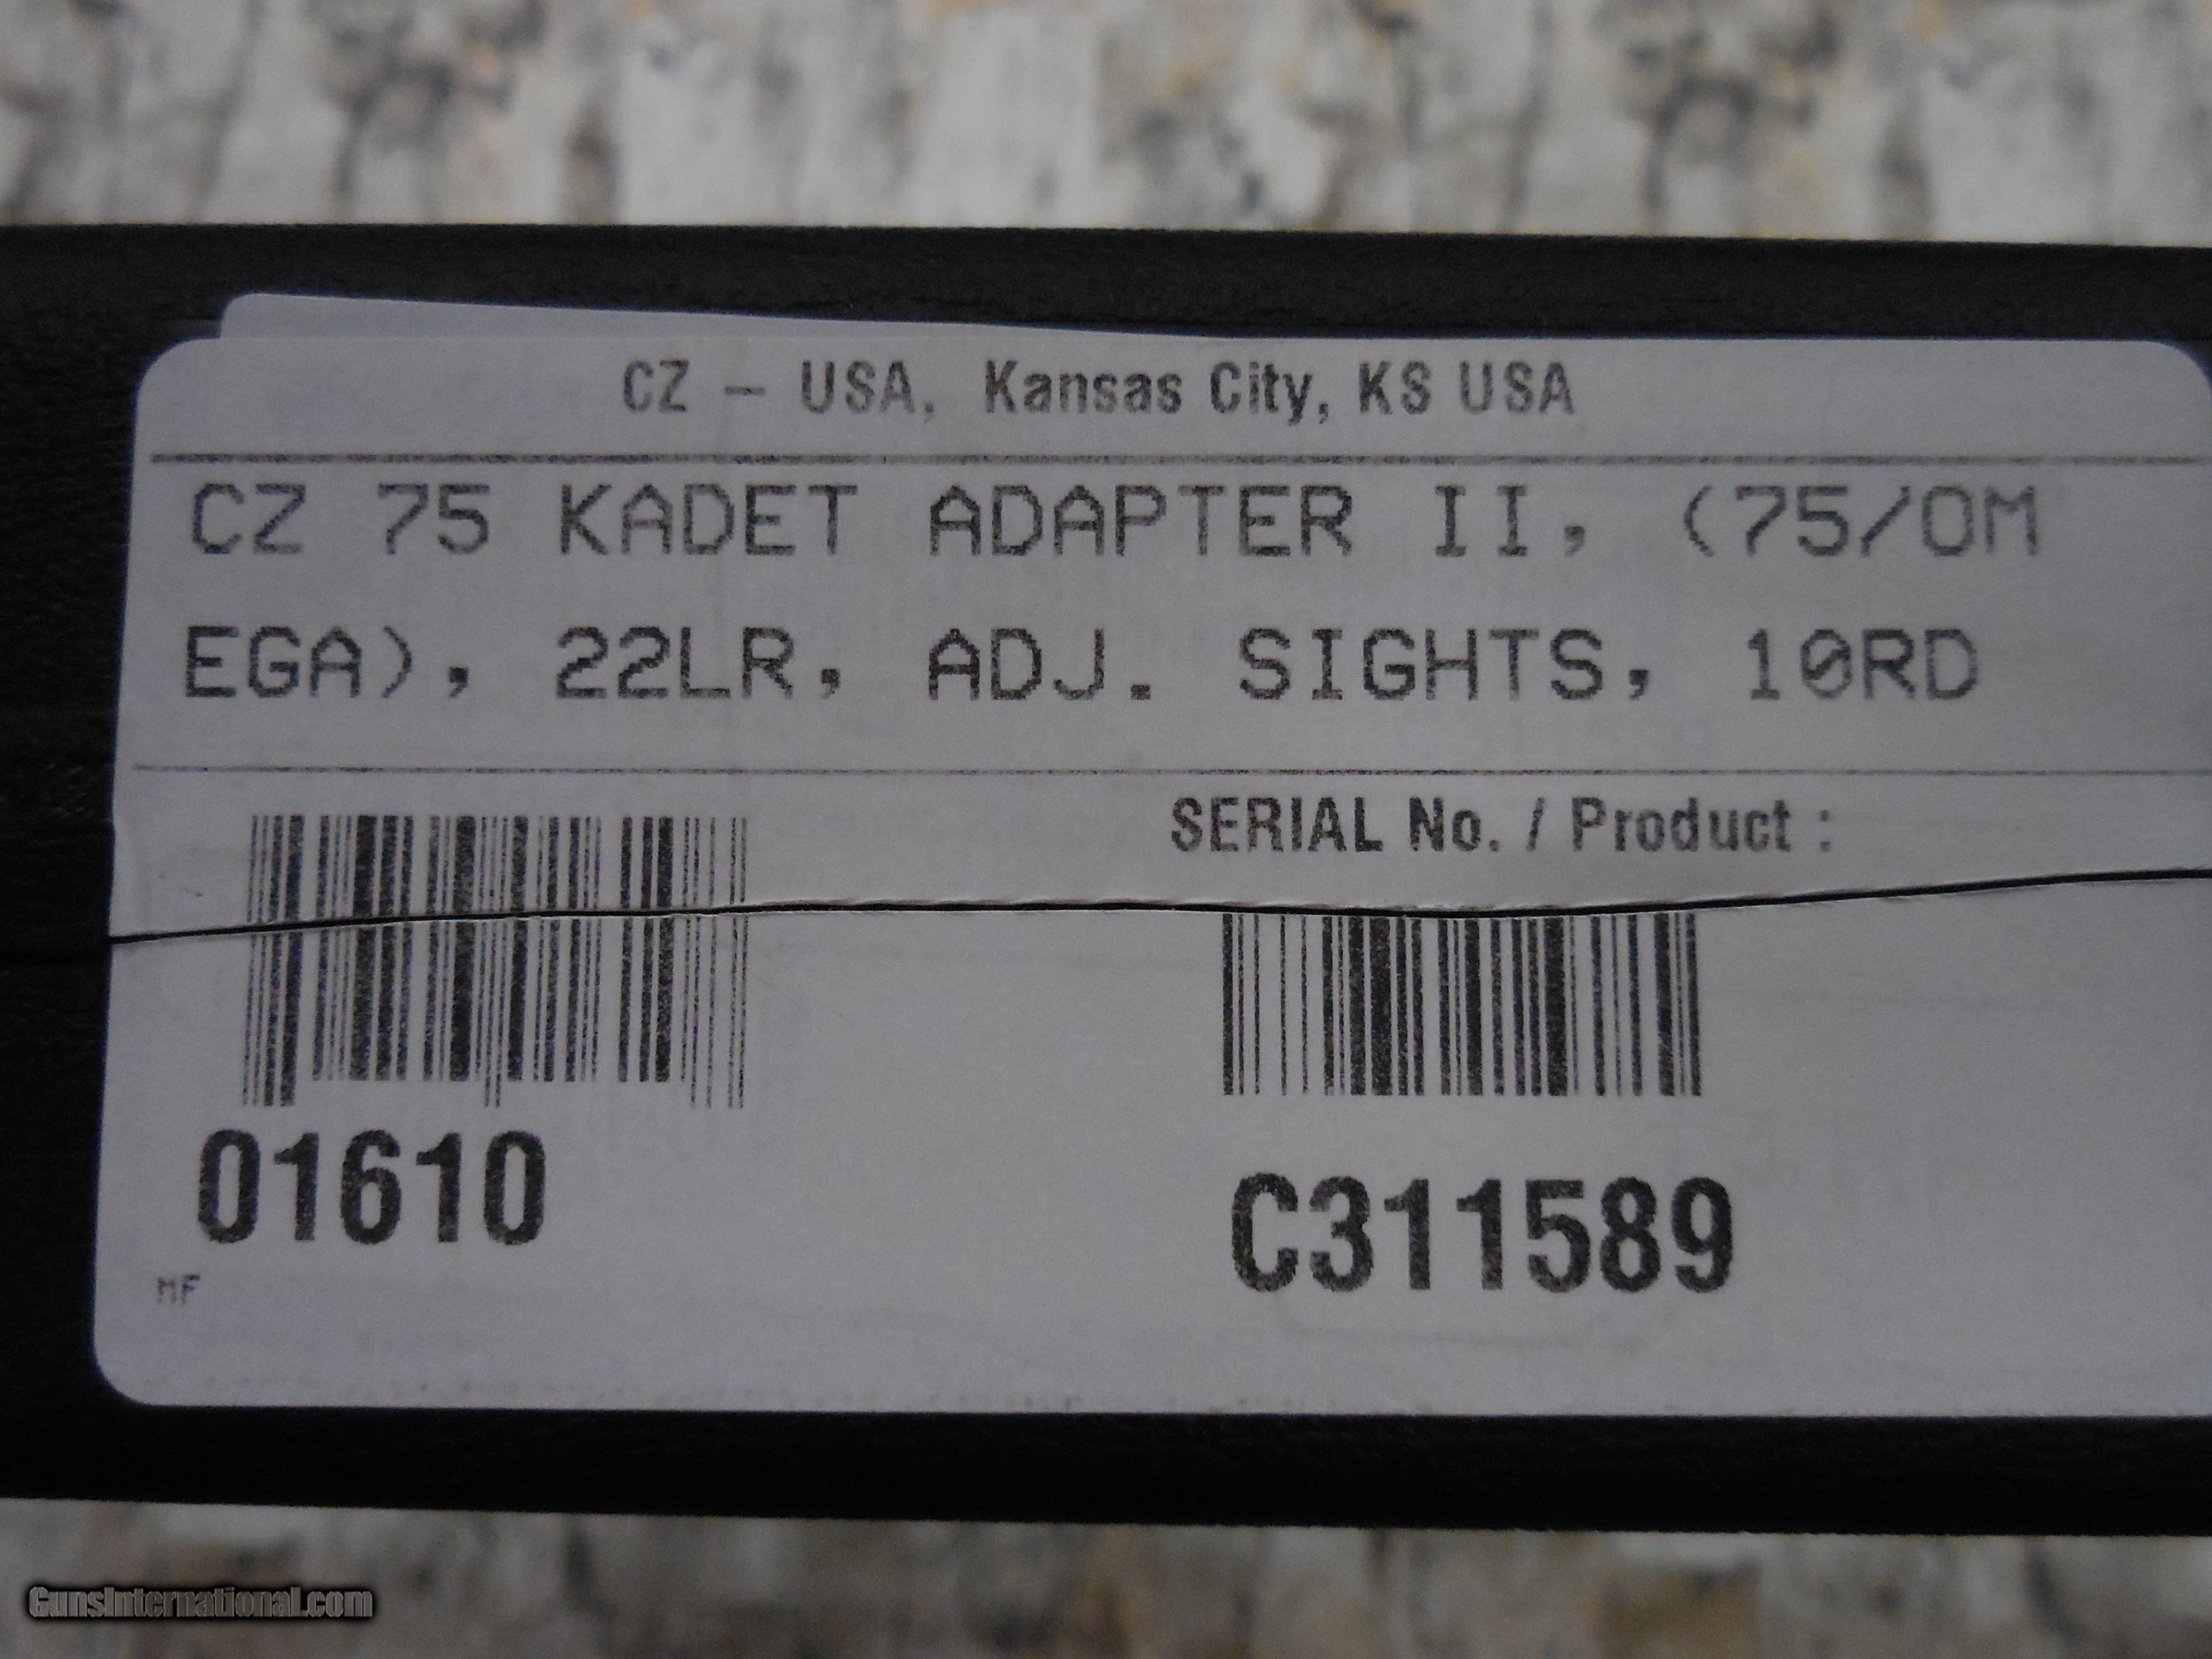 CZ – USA, Kansas City, KS USA
CZ 75 KADET ADAPTER II, (75/OM
EGA), 22LR, ADJ. SIGHTS, 10RD
SERIAL No. / Product :
01610
C311589
MF
GunsInternational.com